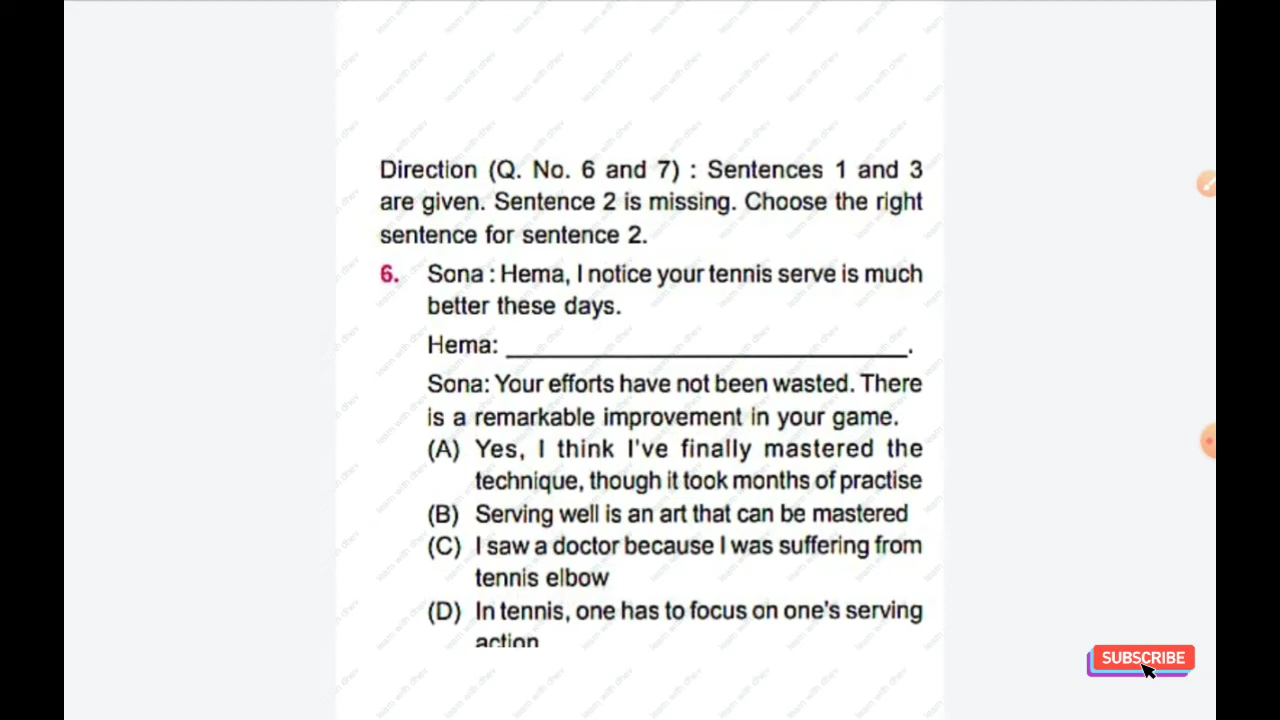 Direction (Q. No. 6 and 7) : Sentences 1 and 3
are given. Sentence 2 is missing. Choose the right
sentence for sentence 2.
6. Sona : Hema, I notice your tennis serve is much
better these days.
Hema: ____________________.
Sona: Your efforts have not been wasted. There
is a remarkable improvement in your game.
(A) Yes, I think I've finally mastered the
technique, though it took months of practise
(B) Serving well is an art that can be mastered
(C) I saw a doctor because I was suffering from
tennis elbow
(D) In tennis, one has to focus on one's serving
action
SUBSCRIBE